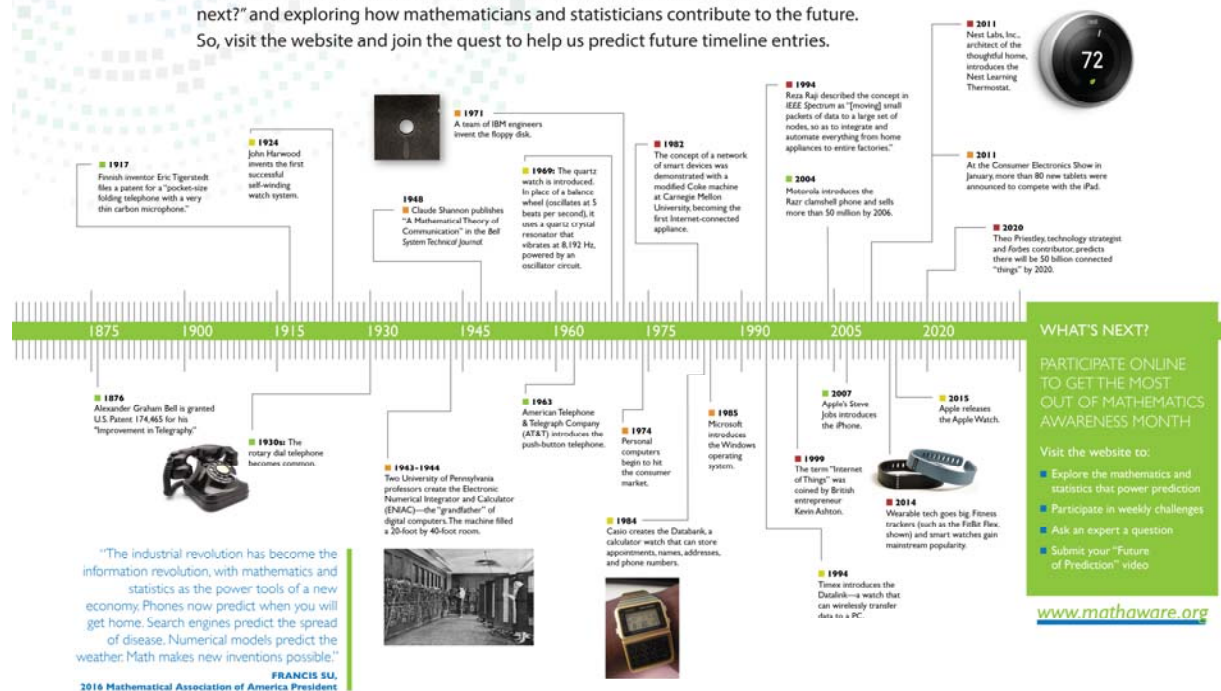 next?” and exploring how mathematicians and statisticians contribute to the future.
So, visit the website and join the quest to help us predict future timeline entries.
1917
Finnish inventor Eric Tigerstedt
files a patent for a “pocket-size
folding telephone with a very
thin carbon microphone.”
1924
John Harwood
invents the first
successful
self-winding
watch system.
1971
A team of IBM engineers
invent the floppy disk.
1948
Claude Shannon publishes
“A Mathematical Theory of
Communication” in the Bell
System Technical Journal
1969: The quartz
watch is introduced.
In place of a balance
wheel (oscillates at 5
beats per second), it
uses a quartz crystal
resonator that
vibrates at 8,192 Hz,
powered by an
oscillator circuit.
1982
The concept of a network
of smart devices was
demonstrated with a
modified Coke machine
at Carnegie Mellon
University, becoming the
first Internet-connected
appliance.
1994
Reza Raji described the concept in
IEEE Spectrum as “[moving] small
packets of data to a large set of
nodes, so as to integrate and
automate everything from home
appliances to entire factories.”
2004
Motorola introduces the
Razr clamshell phone and sells
more than 50 million by 2006.
2011
Nest Labs, Inc.,
architect of the
thoughtful home,
introduces the
Nest Learning
Thermostat.
72
2011
At the Consumer Electronics Show in
January, more than 80 new tablets were
announced to compete with the iPad.
2020
Theo Priestley, technology strategist
and Forbes contributor, predicts
there will be 50 billion connected
“things” by 2020.
1875 1900 1915 1930 1945 1960 1975 1990 2005 2020
1876
Alexander Graham Bell is granted
U.S. Patent 174,465 for his
“Improvement in Telegraphy.”
1930s: The
rotary dial telephone
becomes common.
1943–1944
Two University of Pennsylvania
professors create the Electronic
Numerical Integrator and Calculator
(ENIAC)—the “grandfather” of
digital computers. The machine filled
a 20-foot by 40-foot room.
1963
American Telephone
& Telegraph Company
(AT&T) introduces the
push-button telephone.
1974
Personal
computers
begin to hit
the consumer
market.
1984
Casio creates the Databank, a
calculator watch that can store
appointments, names, addresses,
and phone numbers.
1985
Microsoft
introduces
the Windows
operating
system.
1999
The term “Internet
of Things” was
coined by British
entrepreneur
Kevin Ashton.
1994
Timex introduces the
Datalink—a watch that
can wirelessly transfer
data to a PC.
2007
Apple's Steve
Jobs introduces
the iPhone.
2014
Wearable tech goes big. Fitness
trackers (such as the FitBit Flex,
shown) and smart watches gain
mainstream popularity.
2015
Apple releases
the Apple Watch.
“The industrial revolution has become the
information revolution, with mathematics and
statistics as the power tools of a new
economy. Phones now predict when you will
get home. Search engines predict the spread
of disease. Numerical models predict the
weather. Math makes new inventions possible.”
FRANCIS SU,
2016 Mathematical Association of America President
WHAT'S NEXT?
PARTICIPATE ONLINE
TO GET THE MOST
OUT OF MATHEMATICS
AWARENESS MONTH
Visit the website to:
Explore the mathematics and
statistics that power prediction
Participate in weekly challenges
Ask an expert a question
Submit your “Future
of Prediction” video
www.mathaware.org